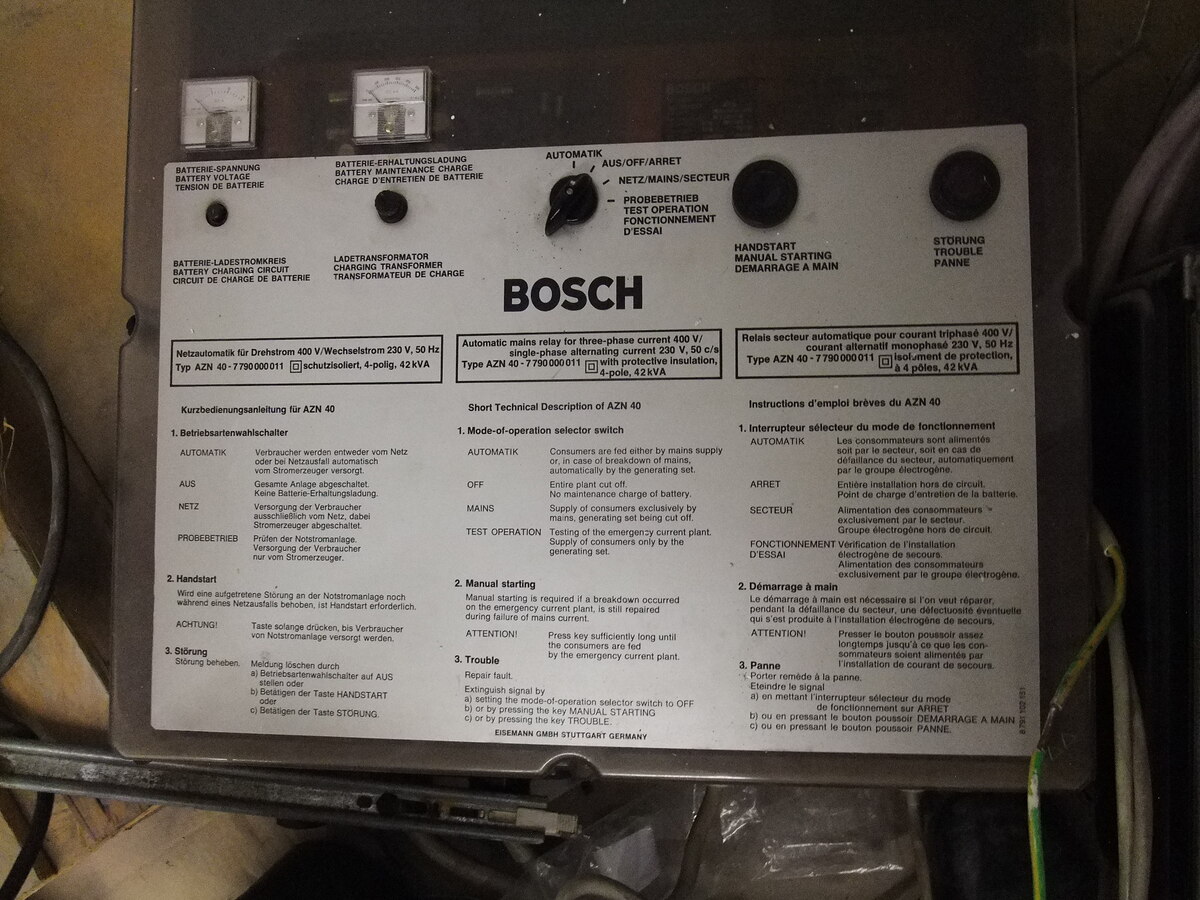 BATTERIE-SPANNUNG
BATTERY VOLTAGE
TENSION DE BATTERIE
BATTERIE-ERHALTUNGSLADUNG
BATTERY MAINTENANCE CHARGE
CHARGE D'ENTRETIEN DE BATTERIE
AUTOMATIK
AUS/OFF/ARRET
NETZ/MAINS/SECTEUR
PROBEBETRIEB
TEST OPERATION
FONCTIONNEMENT
D'ESSAI
HANDSTART
MANUAL STARTING
DEMARRAGE A MAIN
STÖRUNG
TROUBLE
PANNE
BATTERIE-LADESTROMKREIS
BATTERY CHARGING CIRCUIT
CIRCUIT DE CHARGE DE BATTERIE
LADETRANSFORMATOR
CHARGING TRANSFORMER
TRANSFORMATEUR DE CHARGE
BOSCH
Netzautomatik für Drehstrom 400 V/Wechselstrom 230 V, 50 Hz
Typ AZN 40-7790000011 schutzisoliert, 4-polig, 42 kVA
Automatic mains relay for three-phase current 400 V/
single-phase alternating current 230 V, 50 c/s
Type AZN 40-7790000011 with protective insulation,
4-pole, 42 kVA
Relais secteur automatique pour courant triphasé 400 V/
courant alternatif monophasé 230 V, 50 Hz
Type AZN 40-7790000011 isolement de protection,
à 4 pôles, 42 kVA
Kurzbedienungsanleitung für AZN 40
1. Betriebsartenwahlschalter
AUTOMATIK Verbraucher werden entweder vom Netz
oder bei Netzausfall automatisch
vom Stromerzeuger versorgt.
AUS Gesamte Anlage abgeschaltet.
Keine Batterie-Erhaltungsladung.
NETZ Versorgung der Verbraucher
ausschließlich vom Netz, dabei
Stromerzeuger abgeschaltet.
PROBEBETRIEB Prüfen der Notstromanlage.
Versorgung der Verbraucher
nur vom Stromerzeuger.
2. Handstart
Wird eine aufgetretene Störung an der Notstromanlage noch
während eines Netzausfalls behoben, ist Handstart erforderlich.
ACHTUNG! Taste solange drücken, bis Verbraucher
von Notstromanlage versorgt werden.
3. Störung
Störung beheben. Meldung löschen durch
a) Betriebsartenwahlschalter auf AUS
stellen oder
b) Betätigen der Taste HANDSTART
oder
c) Betätigen der Taste STÖRUNG.
Short Technical Description of AZN 40
1. Mode-of-operation selector switch
AUTOMATIK Consumers are fed either by mains supply
or, in case of breakdown of mains,
automatically by the generating set.
OFF Entire plant cut off.
No maintenance charge of battery.
MAINS Supply of consumers exclusively by
mains, generating set being cut off.
TEST OPERATION Testing of the emergency current plant.
Supply of consumers only by the
generating set.
2. Manual starting
Manual starting is required if a breakdown occurred
on the emergency current plant, is still repaired
during failure of mains current.
ATTENTION! Press key sufficiently long until
the consumers are fed
by the emergency current plant.
3. Trouble
Repair fault.
Extinguish signal by
a) setting the mode-of-operation selector switch to OFF
b) or by pressing the key MANUAL STARTING
c) or by pressing the key TROUBLE.
EISEMANN GMBH STUTTGART GERMANY
Instructions d'emploi brèves du AZN 40
1. Interrupteur sélecteur du mode de fonctionnement
AUTOMATIK Les consommateurs sont alimentés
soit par le secteur, soit en cas de
défaillance du secteur, automatiquement
par le groupe électrogène.
ARRET Entière installation hors de circuit.
Point de charge d'entretien de la batterie.
SECTEUR Alimentation des consommateurs
exclusivement par le secteur.
Groupe électrogène hors de circuit.
FONCTIONNEMENT Vérification de l'installation
D'ESSAI électrogène de secours.
Alimentation des consommateurs
exclusivement par le groupe électrogène.
2. Démarrage à main
Le démarrage à main est nécessaire si l'on veut réparer,
pendant la défaillance du secteur, une défectuosité éventuelle
qui s'est produite à l'installation électrogène de secours.
ATTENTION! Presser le bouton poussoir assez
longtemps jusqu'à ce que les con-
sommateurs soient alimentés par
l'installation de courant de secours.
3. Panne
Porter remède à la panne.
Eteindre le signal
a) en mettant l'interrupteur sélecteur du mode
de fonctionnement sur ARRET
b) ou en pressant le bouton poussoir DEMARRAGE A MAIN
c) ou en pressant le bouton poussoir PANNE.